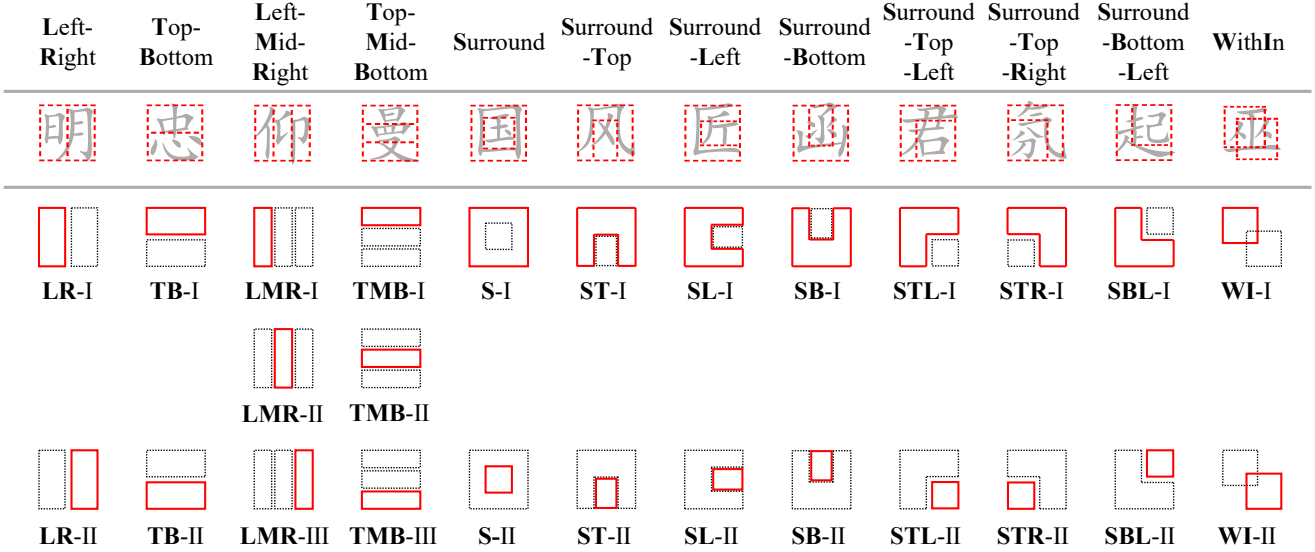 Left-Right
Top-Bottom
Left-Mid-Right
Top-Mid-Bottom
Surround
Surround-Top
Surround-Left
Surround-Bottom
Surround-Top-Left
Surround-Top-Right
Surround-Bottom-Left
WithIn
明 忠 仰 曼 国 风 匠 函 君 氛 起 巫
LR-I TB-I LMR-I TMB-I S-I ST-I SL-I SB-I STL-I STR-I SBL-I WI-I
LMR-II TMB-II
LR-II TB-II LMR-III TMB-III S-II ST-II SL-II SB-II STL-II STR-II SBL-II WI-II